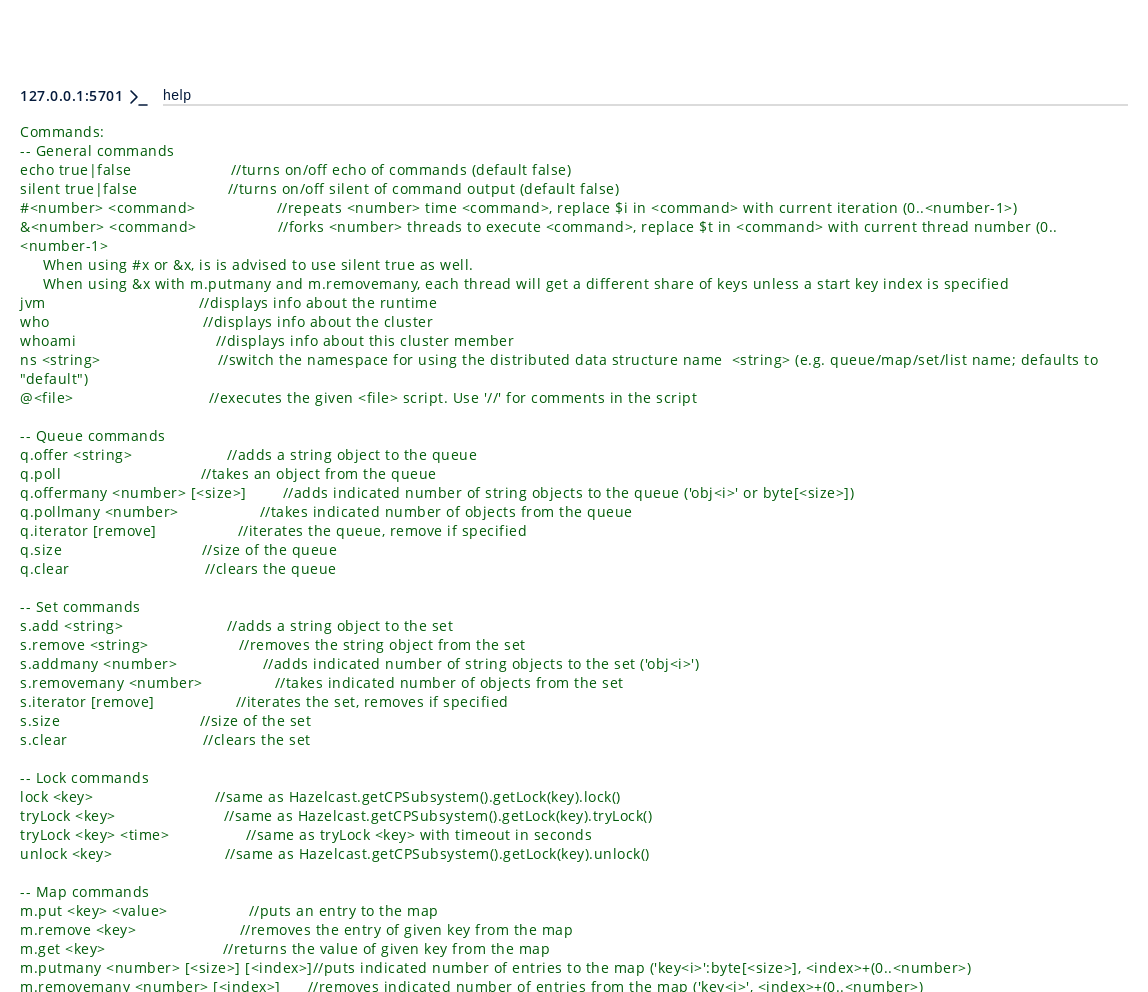 127.0.0.1:5701 >_ help
Commands:
-- General commands
echo true|false //turns on/off echo of commands (default false)
silent true|false //turns on/off silent of command output (default false)
#<number> <command> //repeats <number> time <command>, replace $i in <command> with current iteration (0..<number-1>)
&<number> <command> //forks <number> threads to execute <command>, replace $t in <command> with current thread number (0..
<number-1>
When using #x or &x, is is advised to use silent true as well.
When using &x with m.putmany and m.removemany, each thread will get a different share of keys unless a start key index is specified
jvm //displays info about the runtime
who //displays info about the cluster
whoami //displays info about this cluster member
ns <string> //switch the namespace for using the distributed data structure name <string> (e.g. queue/map/set/list name; defaults to
"default")
@<file> //executes the given <file> script. Use '//' for comments in the script

-- Queue commands
q.offer <string> //adds a string object to the queue
q.poll //takes an object from the queue
q.offermany <number> [<size>] //adds indicated number of string objects to the queue ('obj<i>' or byte[<size>])
q.pollmany <number> //takes indicated number of objects from the queue
q.iterator [remove] //iterates the queue, remove if specified
q.size //size of the queue
q.clear //clears the queue

-- Set commands
s.add <string> //adds a string object to the set
s.remove <string> //removes the string object from the set
s.addmany <number> //adds indicated number of string objects to the set ('obj<i>')
s.removemany <number> //takes indicated number of objects from the set
s.iterator [remove] //iterates the set, removes if specified
s.size //size of the set
s.clear //clears the set

-- Lock commands
lock <key> //same as Hazelcast.getCPSubsystem().getLock(key).lock()
tryLock <key> //same as Hazelcast.getCPSubsystem().getLock(key).tryLock()
tryLock <key> <time> //same as tryLock <key> with timeout in seconds
unlock <key> //same as Hazelcast.getCPSubsystem().getLock(key).unlock()

-- Map commands
m.put <key> <value> //puts an entry to the map
m.remove <key> //removes the entry of given key from the map
m.get <key> //returns the value of given key from the map
m.putmany <number> [<size>] [<index>]//puts indicated number of entries to the map ('key<i>':byte[<size>], <index>+(0..<number>)
m.removemany <number> [<index>] //removes indicated number of entries from the map ('key<i>', <index>+(0..<number>)